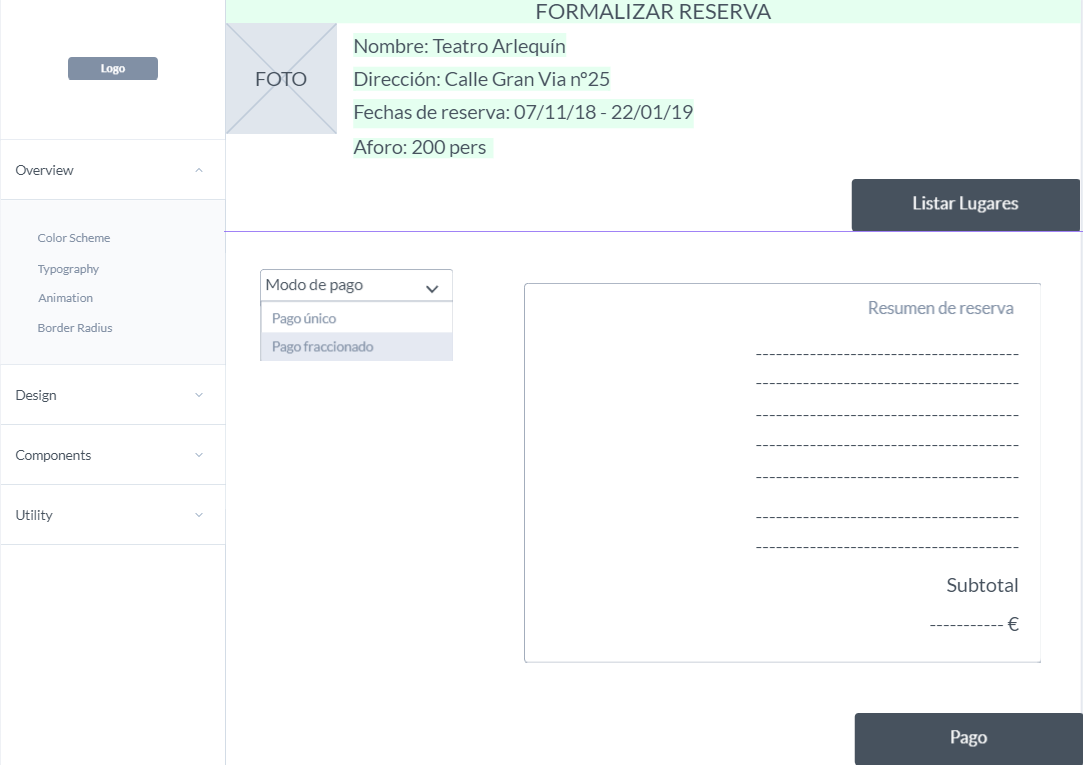 Logo
Overview
Color Scheme
Typography
Animation
Border Radius
Design
Components
Utility
FORMALIZAR RESERVA
FOTO
Nombre: Teatro Arlequín
Dirección: Calle Gran Via nº25
Fechas de reserva: 07/11/18 - 22/01/19
Aforo: 200 pers
Listar Lugares
Modo de pago
Pago único
Pago fraccionado
Resumen de reserva
--------------------------------------
--------------------------------------
--------------------------------------
--------------------------------------
--------------------------------------
--------------------------------------
--------------------------------------
Subtotal
----------- €
Pago